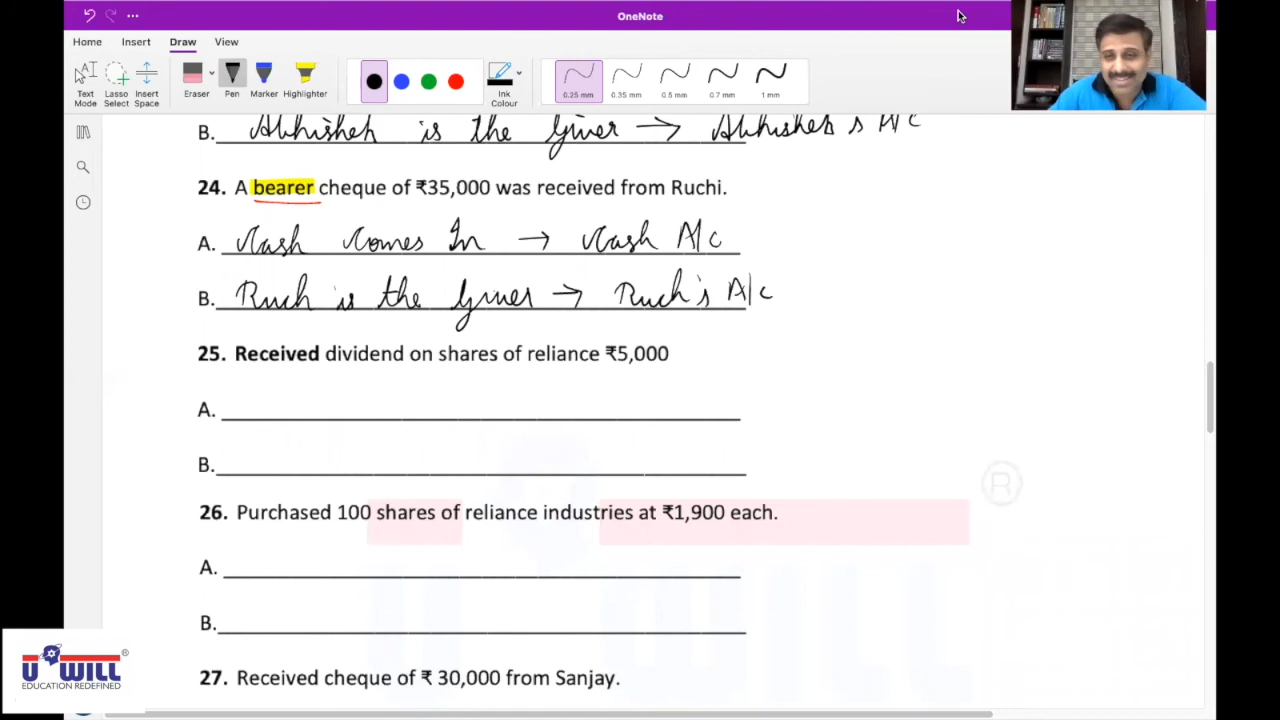 OneNote
Home Insert Draw View
Text Mode Lasso Select Insert Space Eraser Pen Marker Highlighter Ink Colour 0.25 mm 0.35 mm 0.5 mm 0.7 mm 1 mm
B. Abhishek is the Giver → Abhishek's A/c
24. A bearer cheque of ₹35,000 was received from Ruchi.
A. Cash Comes In → Cash A/c
B. Ruch is the Giver → Ruch's A/c
25. Received dividend on shares of reliance ₹5,000
A.
B.
26. Purchased 100 shares of reliance industries at ₹1,900 each.
A.
B.
27. Received cheque of ₹ 30,000 from Sanjay.
U WILL ®
EDUCATION REDEFINED
R
U WILL